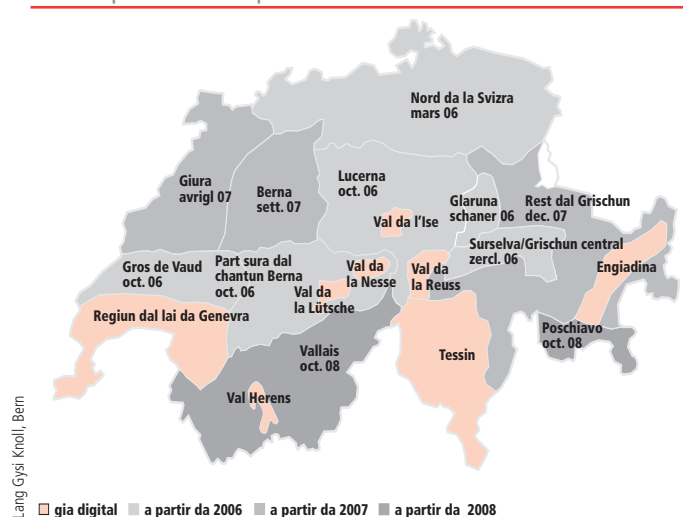 Nord da la Svizra
mars 06
Giura
avrigl 07
Berna
sett. 07
Lucerna
oct. 06
Val da l'Ise
Glaruna
schaner 06
Rest dal Grischun
dec. 07
Surselva/Grischun central
zercl. 06
Engiadina
Gros de Vaud
oct. 06
Part sura dal
chantun Berna
oct. 06
Val da
la Nesse
Val da
la Lütsche
Val da
la Reuss
Regiun dal lai da Genevra
Vallais
oct. 08
Tessin
Poschiavo
oct. 08
Val Herens
Lang Gysi Knoll, Bern
gia digital a partir da 2006 a partir da 2007 a partir da 2008